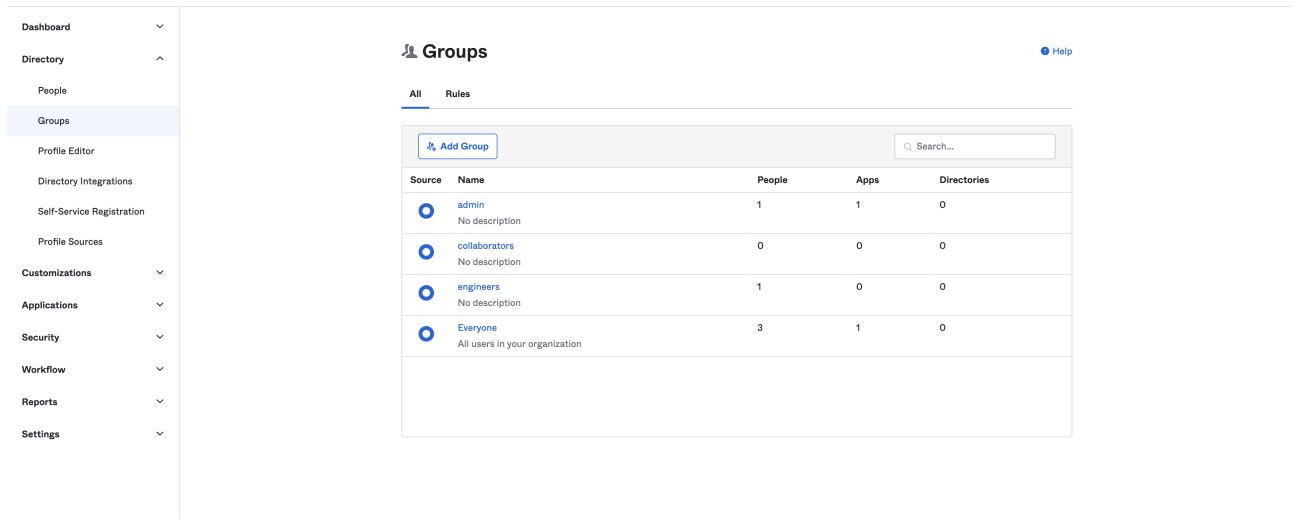 Dashboard
Directory
People
Groups
Profile Editor
Directory Integrations
Self-Service Registration
Profile Sources
Customizations
Applications
Security
Workflow
Reports
Settings
Groups
Help
All Rules
Add Group Search...
Source Name People Apps Directories
admin 1 1 0
No description
collaborators 0 0 0
No description
engineers 1 0 0
No description
Everyone 3 1 0
All users in your organization